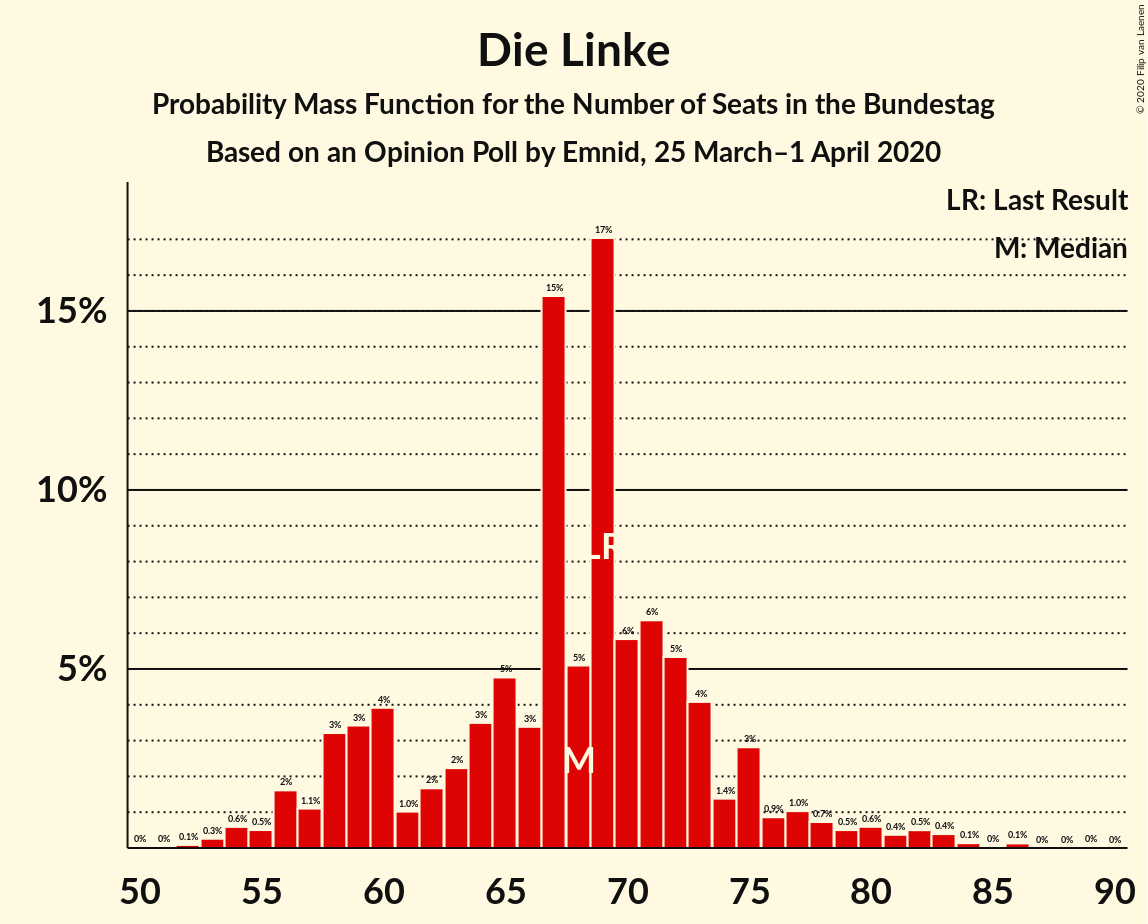 Die Linke
Probability Mass Function for the Number of Seats in the Bundestag
Based on an Opinion Poll by Emnid, 25 March–1 April 2020
© 2020 Filip van Laenen
LR: Last Result
M: Median
15%
10%
5%
0% 0% 0.1% 0.3% 0.6% 0.5% 2% 1.1% 3% 3% 4% 1.0% 2% 2% 3% 5% 3% 15% 5% 17% 6% 6% 5% 4% 1.4% 3% 0.9% 1.0% 0.7% 0.5% 0.6% 0.4% 0.5% 0.4% 0.1% 0% 0.1% 0% 0% 0% 0%
LR
M
50 55 60 65 70 75 80 85 90